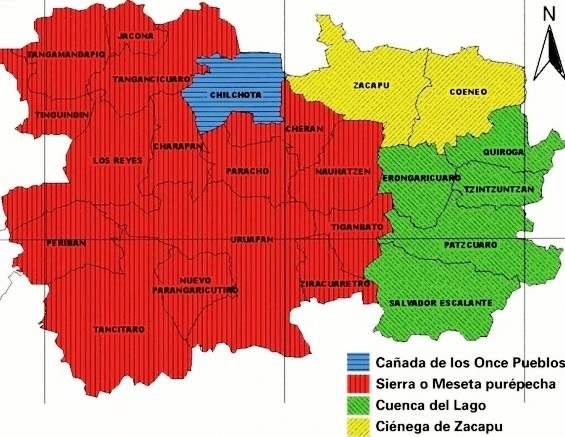 N
JACONA
TANGAMANDAPIO
TANGANCICUARO
ZACAPU
COENEO
CHILCHOTA
TINGUINDIN
CHERAN
CHARAPAN
QUIROGA
LOS REYES
PARACHO
NAUHATZEN
ERONGARICUARO
TZINTZUNTZAN
TIGANBATO
PERIBAN
URUAPAN
PATZCUARO
NUEVO
PARANGARICUTIRO
ZIRACUARETRO
SALVADOR ESCALANTE
TANCITARO
Cañada de los Once Pueblos
Sierra o Meseta purépecha
Cuenca del Lago
Ciénega de Zacapu